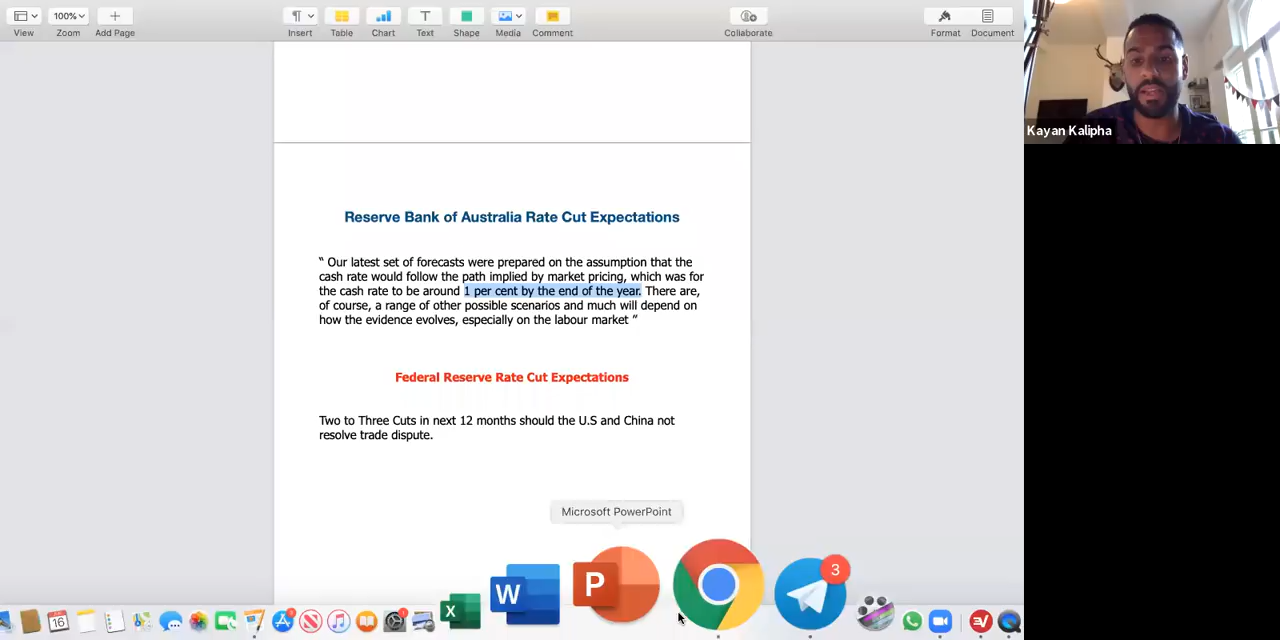 100%
View
Zoom
Add Page
Insert
Table
Chart
Text
Shape
Media
Comment
Collaborate
Format
Document
Kayan Kalipha
Reserve Bank of Australia Rate Cut Expectations
“ Our latest set of forecasts were prepared on the assumption that the
cash rate would follow the path implied by market pricing, which was for
the cash rate to be around 1 per cent by the end of the year. There are,
of course, a range of other possible scenarios and much will depend on
how the evidence evolves, especially on the labour market ”
Federal Reserve Rate Cut Expectations
Two to Three Cuts in next 12 months should the U.S and China not
resolve trade dispute.
Microsoft PowerPoint
3
W
P
X
16